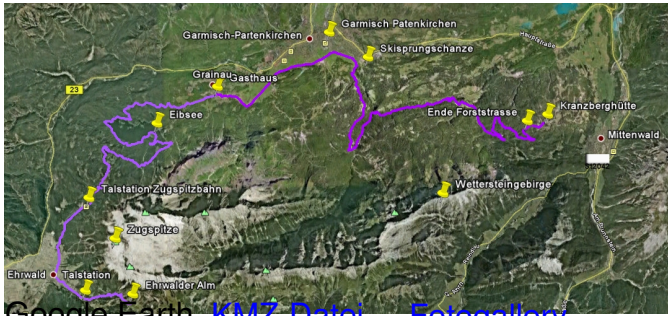 Garmisch Patenkirchen
Garmisch-Partenkirchen
Hauptstraße
Skisprungschanze
Grainau
Gasthaus
23
Eibsee
Ende Forststrasse
Kranzberghütte
Mittenwald
Talstation Zugspitzbahn
Wettersteingebirge
Zugspitze
Ehrwald
Talstation
Ehrwalder Alm
Google Earth KMZ-Datei Fotogallery